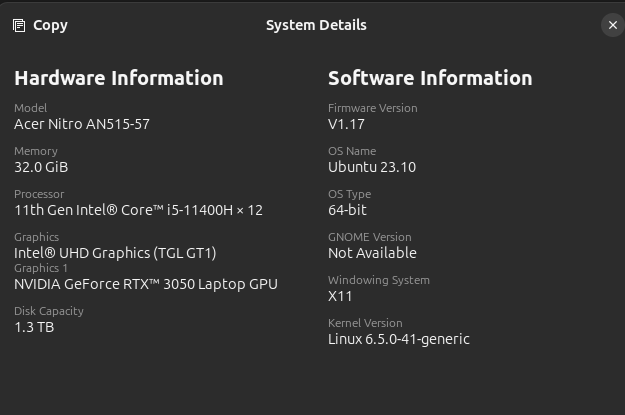 Copy
System Details
Hardware Information
Model
Acer Nitro AN515-57
Memory
32.0 GiB
Processor
11th Gen Intel® Core™ i5-11400H × 12
Graphics
Intel® UHD Graphics (TGL GT1)
Graphics 1
NVIDIA GeForce RTX™ 3050 Laptop GPU
Disk Capacity
1.3 TB
Software Information
Firmware Version
V1.17
OS Name
Ubuntu 23.10
OS Type
64-bit
GNOME Version
Not Available
Windowing System
X11
Kernel Version
Linux 6.5.0-41-generic